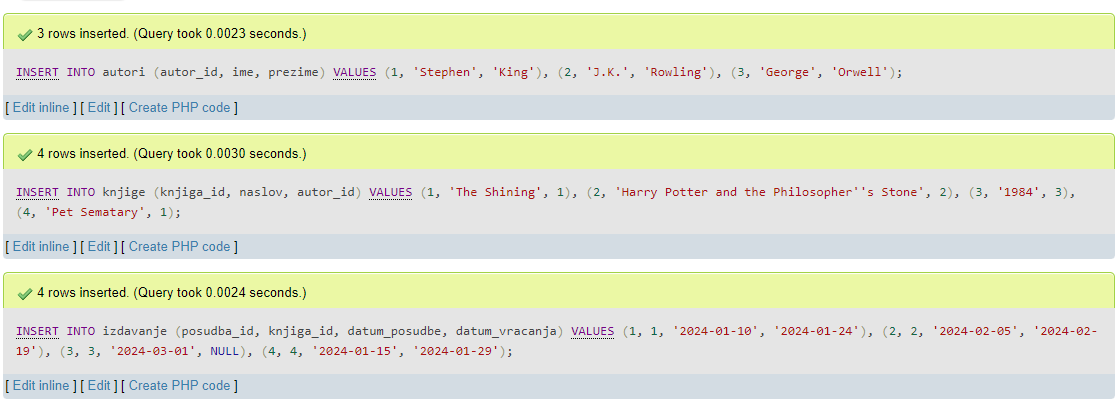 3 rows inserted. (Query took 0.0023 seconds.)
INSERT INTO autori (autor_id, ime, prezime) VALUES (1, 'Stephen', 'King'), (2, 'J.K.', 'Rowling'), (3, 'George', 'Orwell');
[ Edit inline ] [ Edit ] [ Create PHP code ]
4 rows inserted. (Query took 0.0030 seconds.)
INSERT INTO knjige (knjiga_id, naslov, autor_id) VALUES (1, 'The Shining', 1), (2, 'Harry Potter and the Philosopher''s Stone', 2), (3, '1984', 3),
(4, 'Pet Sematary', 1);
[ Edit inline ] [ Edit ] [ Create PHP code ]
4 rows inserted. (Query took 0.0024 seconds.)
INSERT INTO izdavanje (posudba_id, knjiga_id, datum_posudbe, datum_vracanja) VALUES (1, 1, '2024-01-10', '2024-01-24'), (2, 2, '2024-02-05', '2024-02-
19'), (3, 3, '2024-03-01', NULL), (4, 4, '2024-01-15', '2024-01-29');
[ Edit inline ] [ Edit ] [ Create PHP code ]